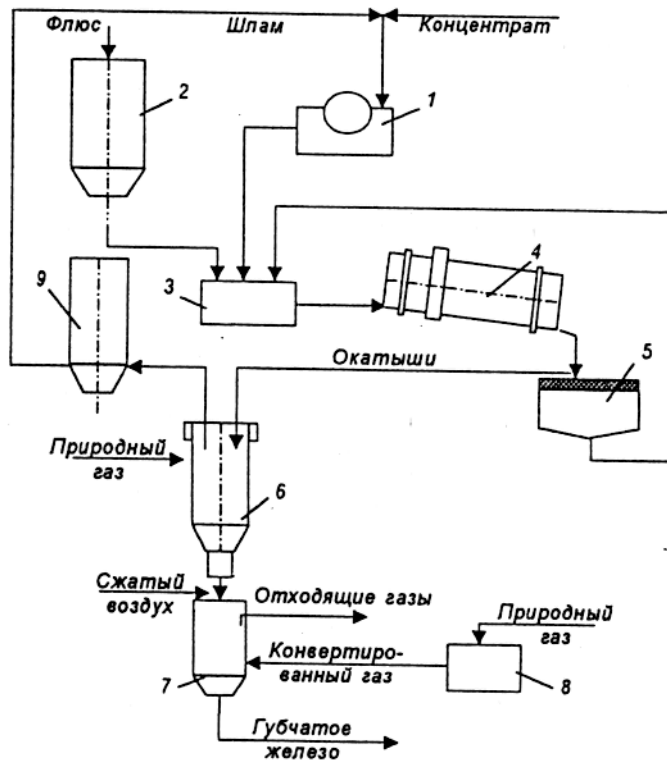 Флюс
Шлам
Концентрат
2
1
3
4
9
5
Окатыши
Природный
газ
6
Сжатый
воздух
Отходящие газы
Природный
газ
Конвертиро-
ванный газ
7
8
Губчатое
железо